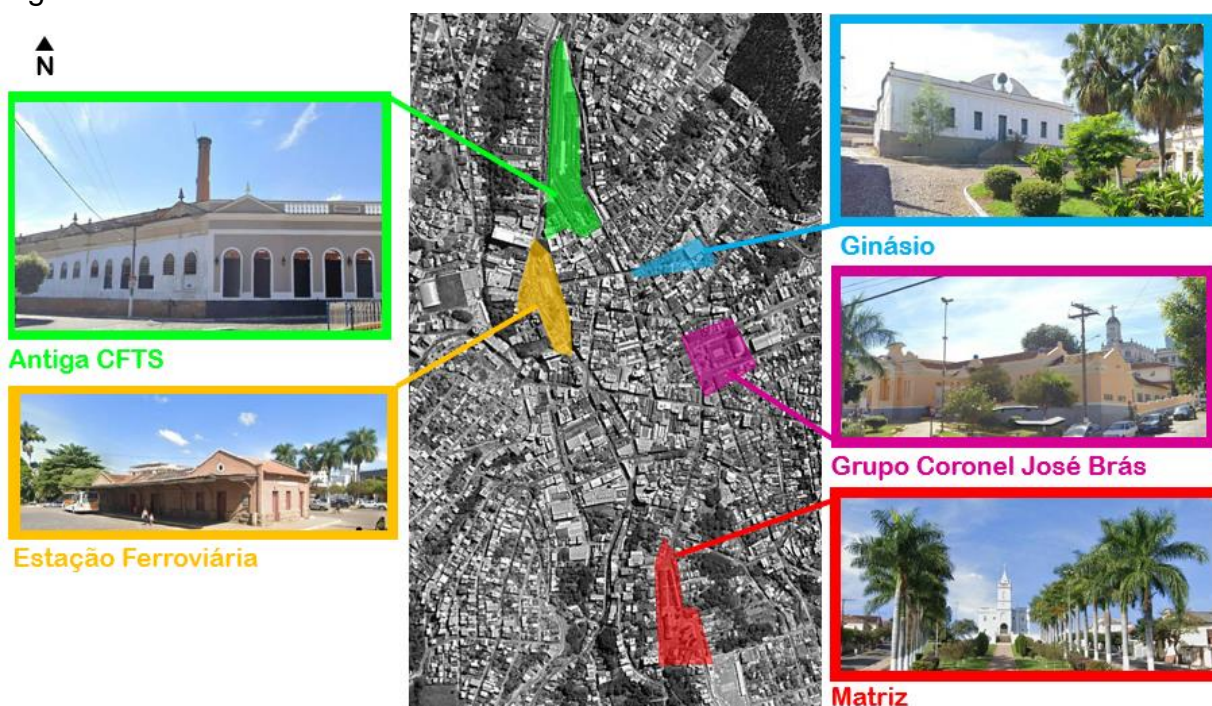 N
Antiga CFTS
Estação Ferroviária
Ginásio
Grupo Coronel José Brás
Matriz